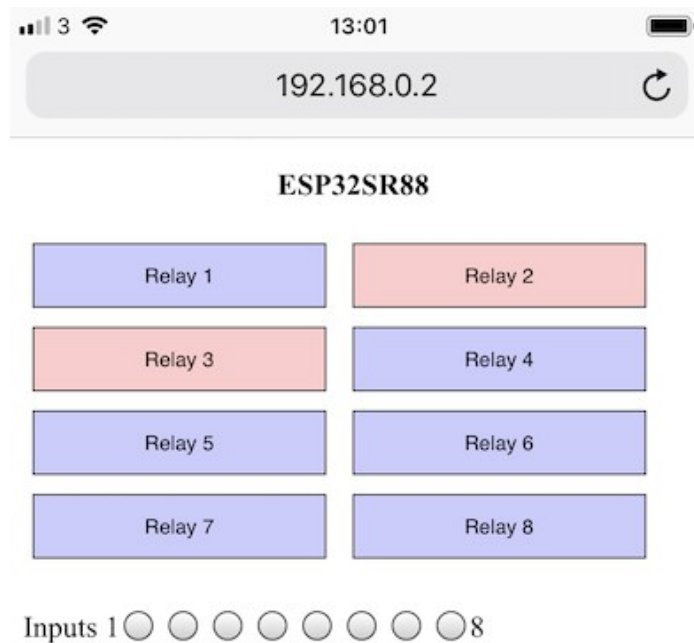 3 13:01
192.168.0.2
ESP32SR88
Relay 1 Relay 2
Relay 3 Relay 4
Relay 5 Relay 6
Relay 7 Relay 8
Inputs 1 8